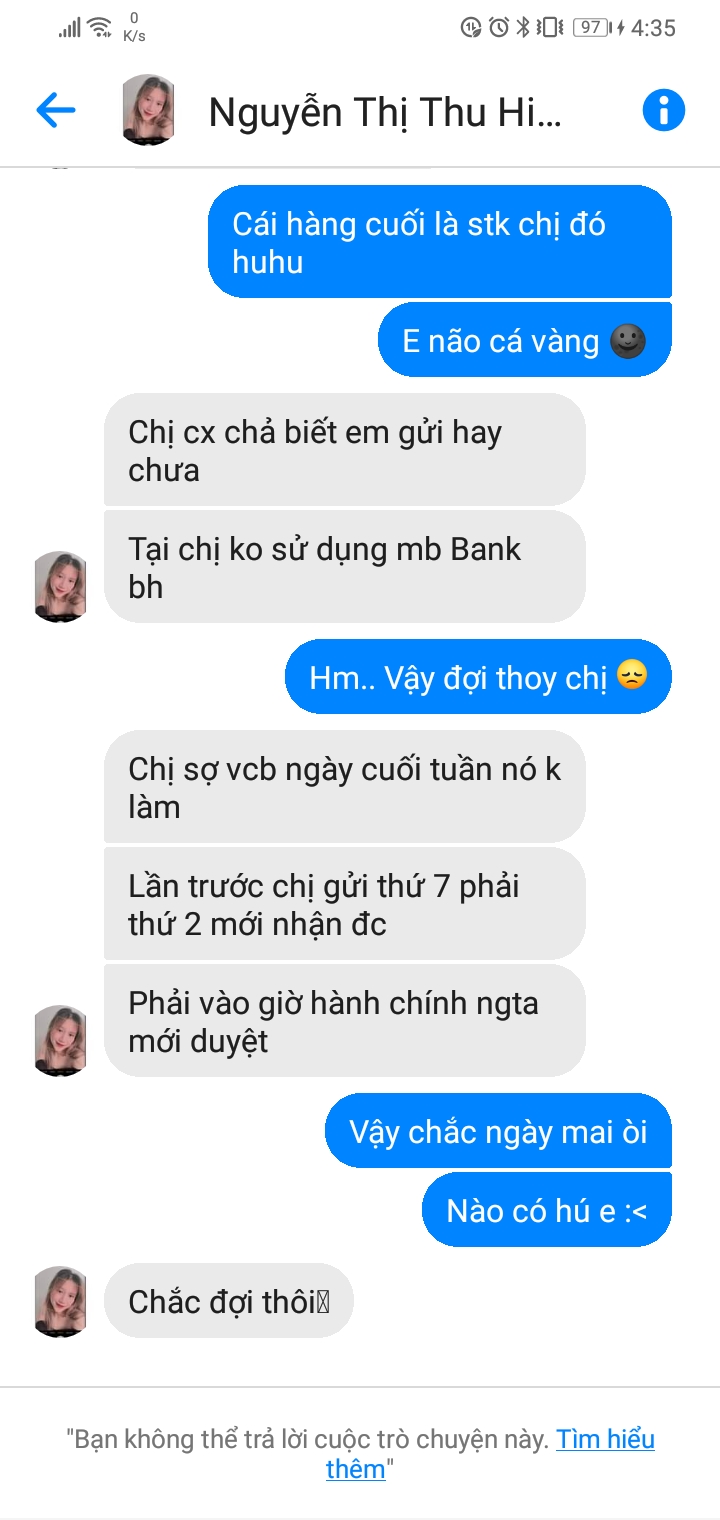 0
K/s
97
4:35
Nguyễn Thị Thu Hi...
Cái hàng cuối là stk chị đó
huhu
E não cá vàng 🌚
Chị cx chả biết em gửi hay
chưa
Tại chị ko sử dụng mb Bank
bh
Hm.. Vậy đợi thoy chị 😞
Chị sợ vcb ngày cuối tuần nó k
làm
Lần trước chị gửi thứ 7 phải
thứ 2 mới nhận đc
Phải vào giờ hành chính ngta
mới duyệt
Vậy chắc ngày mai òi
Nào có hú e :<
Chắc đợi thôi
"Bạn không thể trả lời cuộc trò chuyện này. Tìm hiểu
thêm"